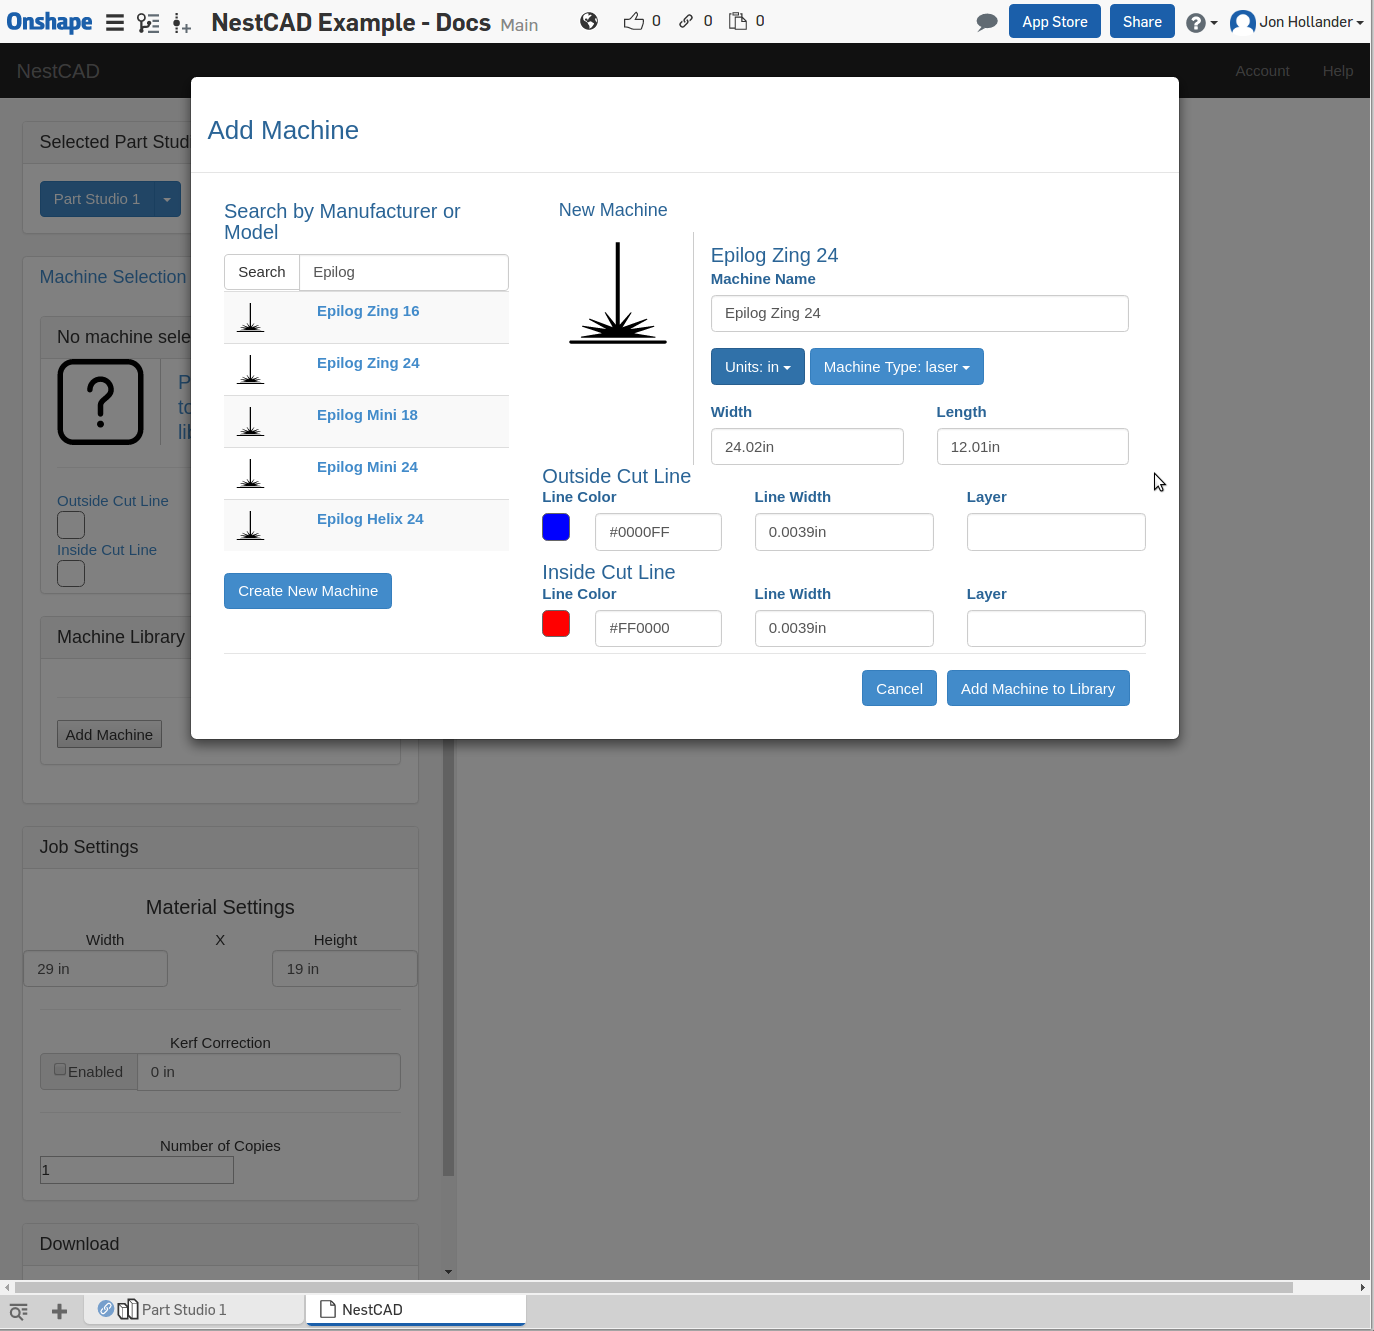 Onshape NestCAD Example - Docs Main 0 0 0 App Store Share ? Jon Hollander
NestCAD Account Help
Add Machine
Selected Part Stud
Part Studio 1
Machine Selection
No machine sele
?
P
to
lib
Outside Cut Line
Inside Cut Line
Machine Library
Add Machine
Search by Manufacturer or
Model
Search Epilog
Epilog Zing 16
Epilog Zing 24
Epilog Mini 18
Epilog Mini 24
Epilog Helix 24
Create New Machine
New Machine
Epilog Zing 24
Machine Name
Epilog Zing 24
Units: in Machine Type: laser
Width Length
24.02in 12.01in
Outside Cut Line
Line Color Line Width Layer
#0000FF 0.0039in
Inside Cut Line
Line Color Line Width Layer
#FF0000 0.0039in
Cancel Add Machine to Library
Job Settings
Material Settings
Width X Height
29 in 19 in
Kerf Correction
Enabled 0 in
Number of Copies
1
Download
Part Studio 1 NestCAD